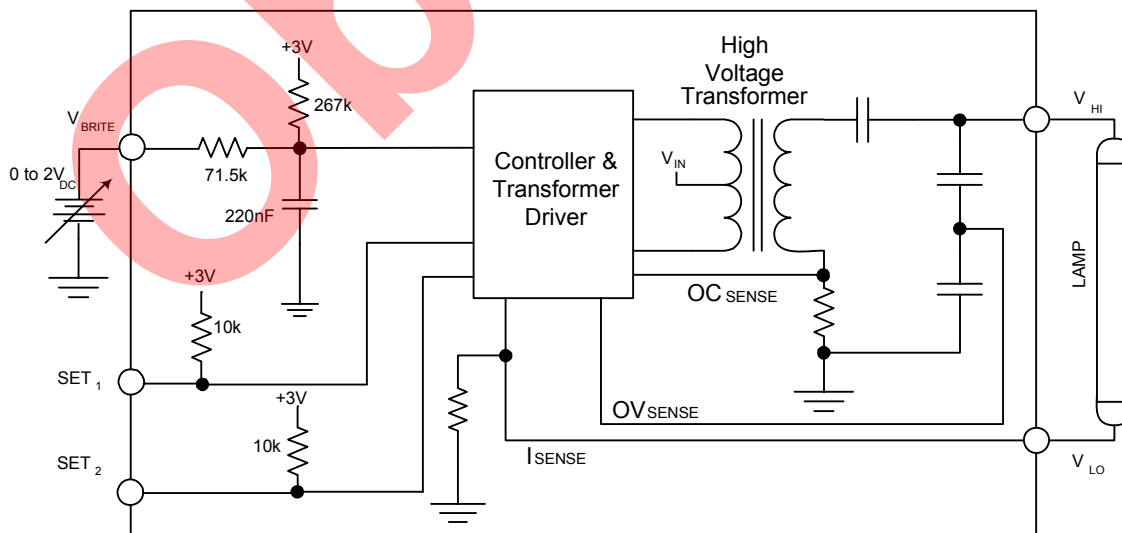 +3V
267k
V BRITE
71.5k
0 to 2V DC
220nF
Controller &
Transformer
Driver
High
Voltage
Transformer
V IN
V HI
LAMP
OC SENSE
+3V
10k
SET 1
+3V
10k
SET 2
OV SENSE
I SENSE
V LO